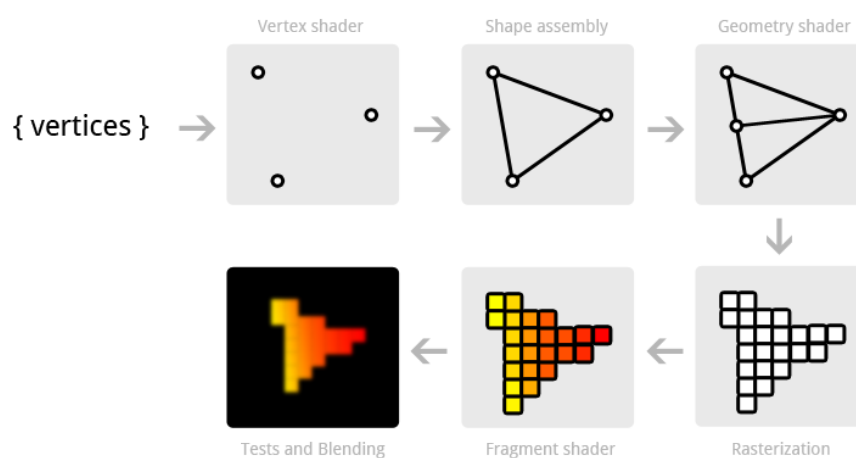 Vertex shader
Shape assembly
Geometry shader
{ vertices }
Tests and Blending
Fragment shader
Rasterization